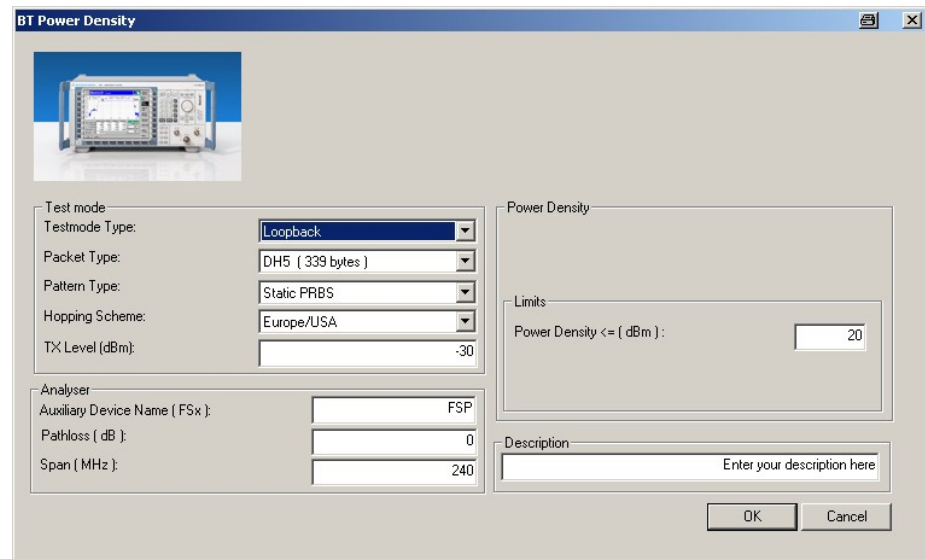 BT Power Density
Test mode
Testmode Type:
Loopback
Packet Type:
DH5 ( 339 bytes )
Pattern Type:
Static PRBS
Hopping Scheme:
Europe/USA
TX Level (dBm):
-30
Analyser
Auxiliary Device Name ( FSx ):
FSP
Pathloss ( dB ):
0
Span ( MHz ):
240
Power Density
Limits
Power Density <= ( dBm ) :
20
Description
Enter your description here
OK
Cancel